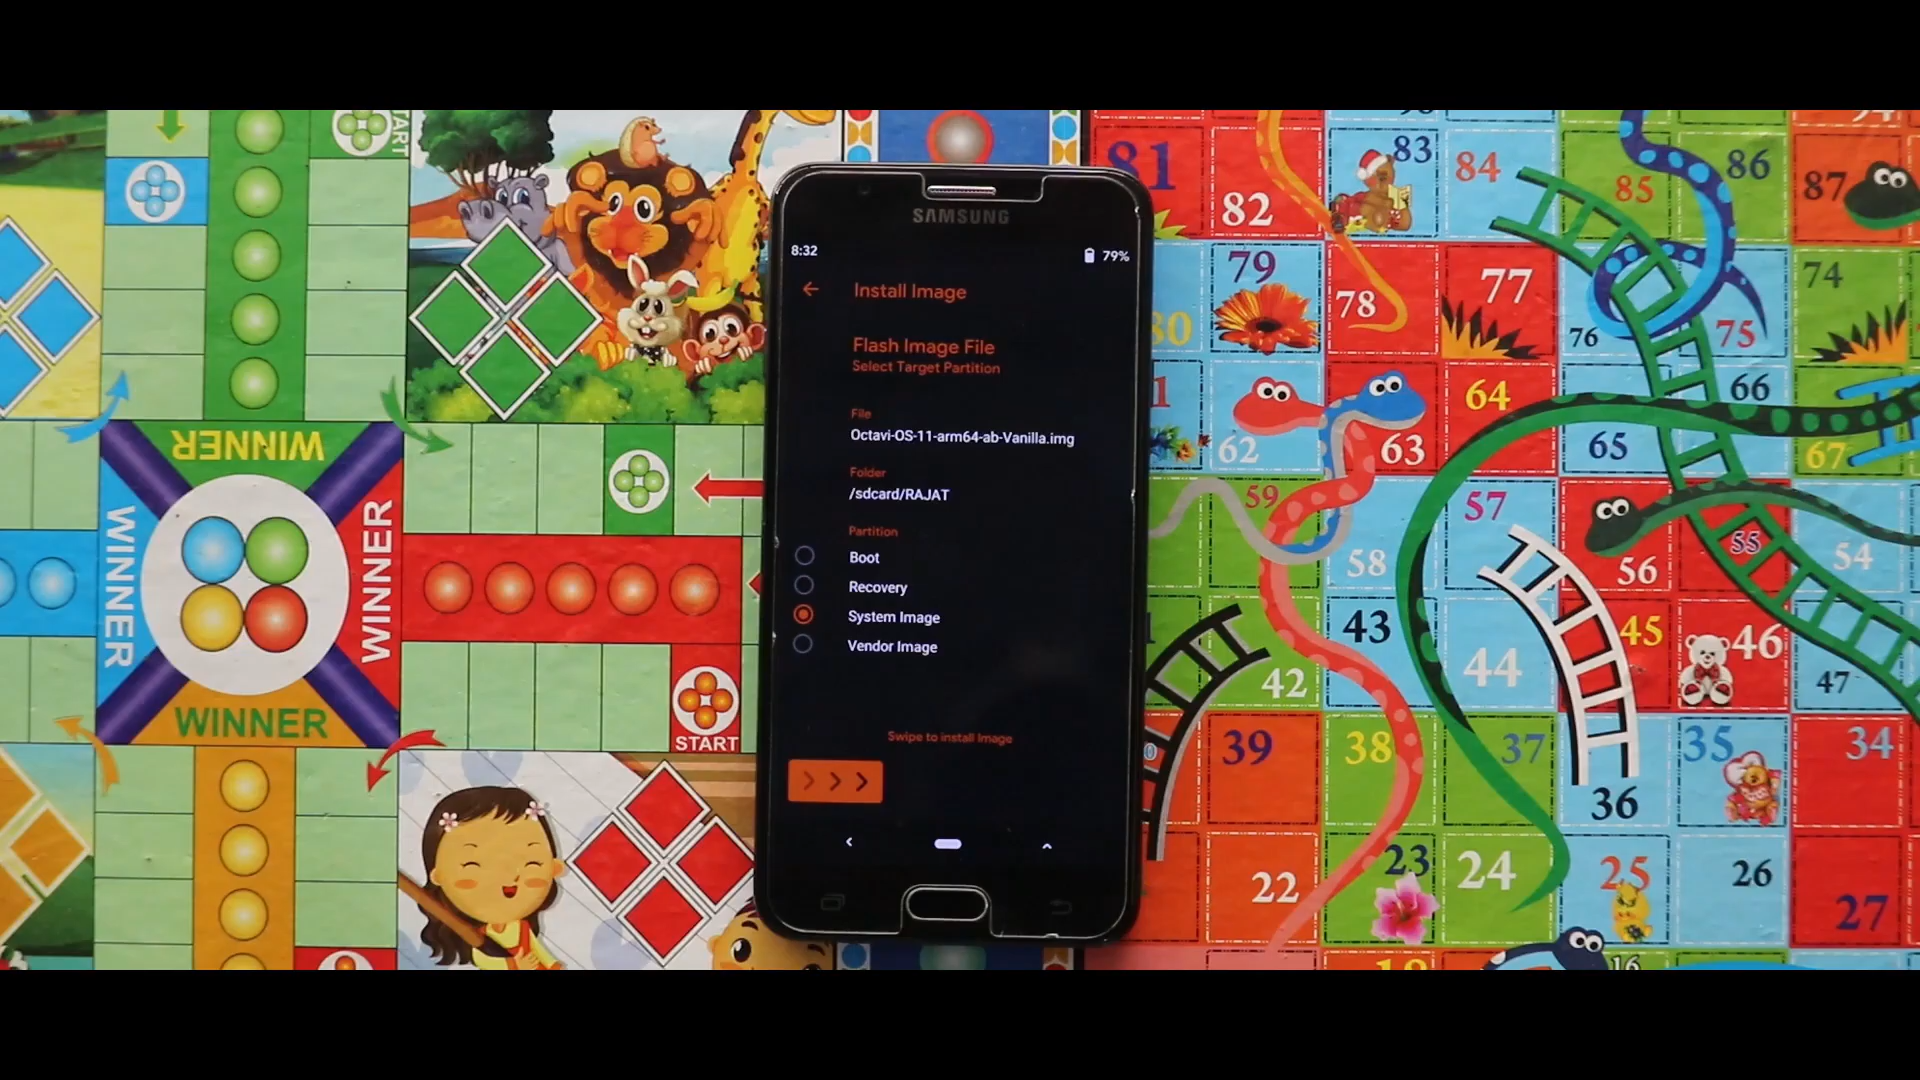 SAMSUNG
8:32
79%
Install Image
Flash Image File
Select Target Partition
File
Octavi-OS-11-arm64-ab-Vanilla.img
Folder
/sdcard/RAJAT
Partition
Boot
Recovery
System Image
Vendor Image
Swipe to install Image
START
WINNER
WINNER
WINNER
WINNER
START
81
82
83
84
85
86
87
80
79
78
77
76
75
74
62
63
64
65
66
67
59
58
57
56
55
54
42
43
44
45
46
47
39
38
37
36
35
34
22
23
24
25
26
27
16